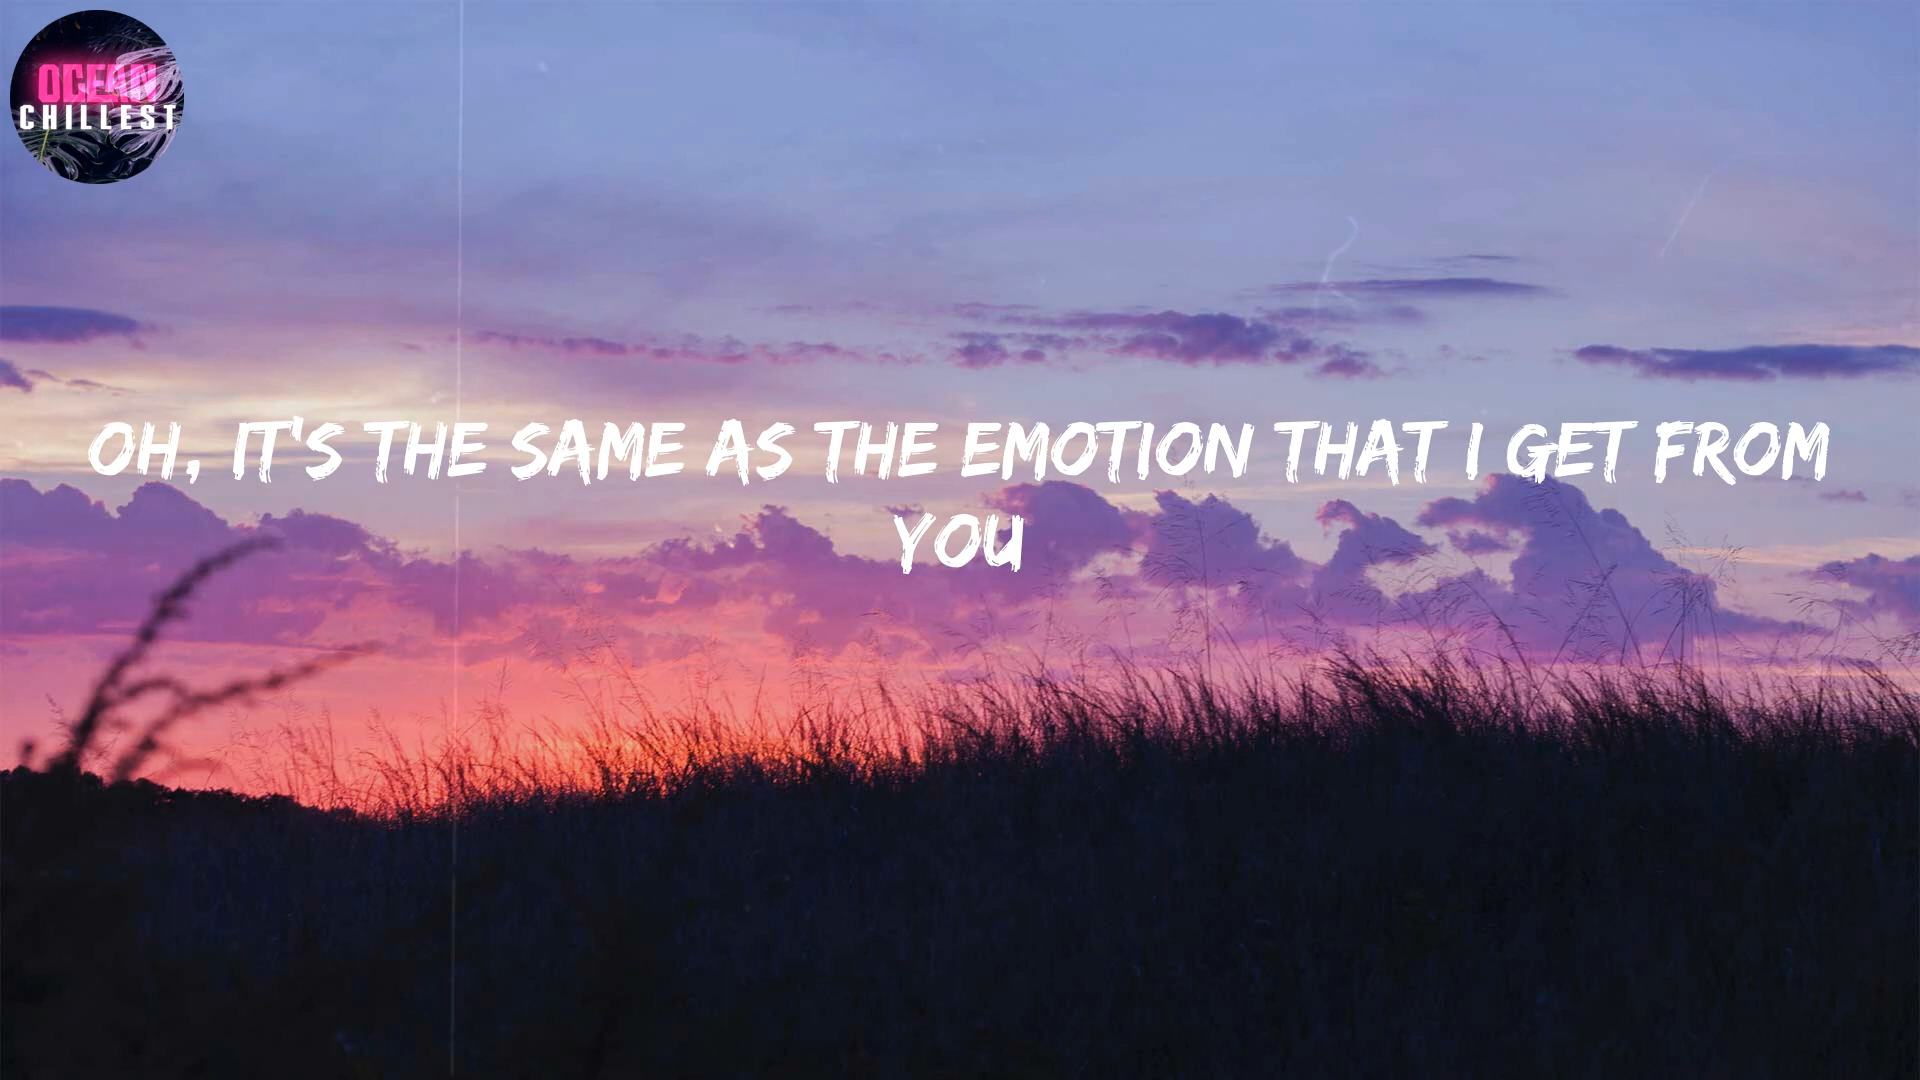 OCEAN
CHILLEST
OH, IT'S THE SAME AS THE EMOTION THAT I GET FROM
YOU